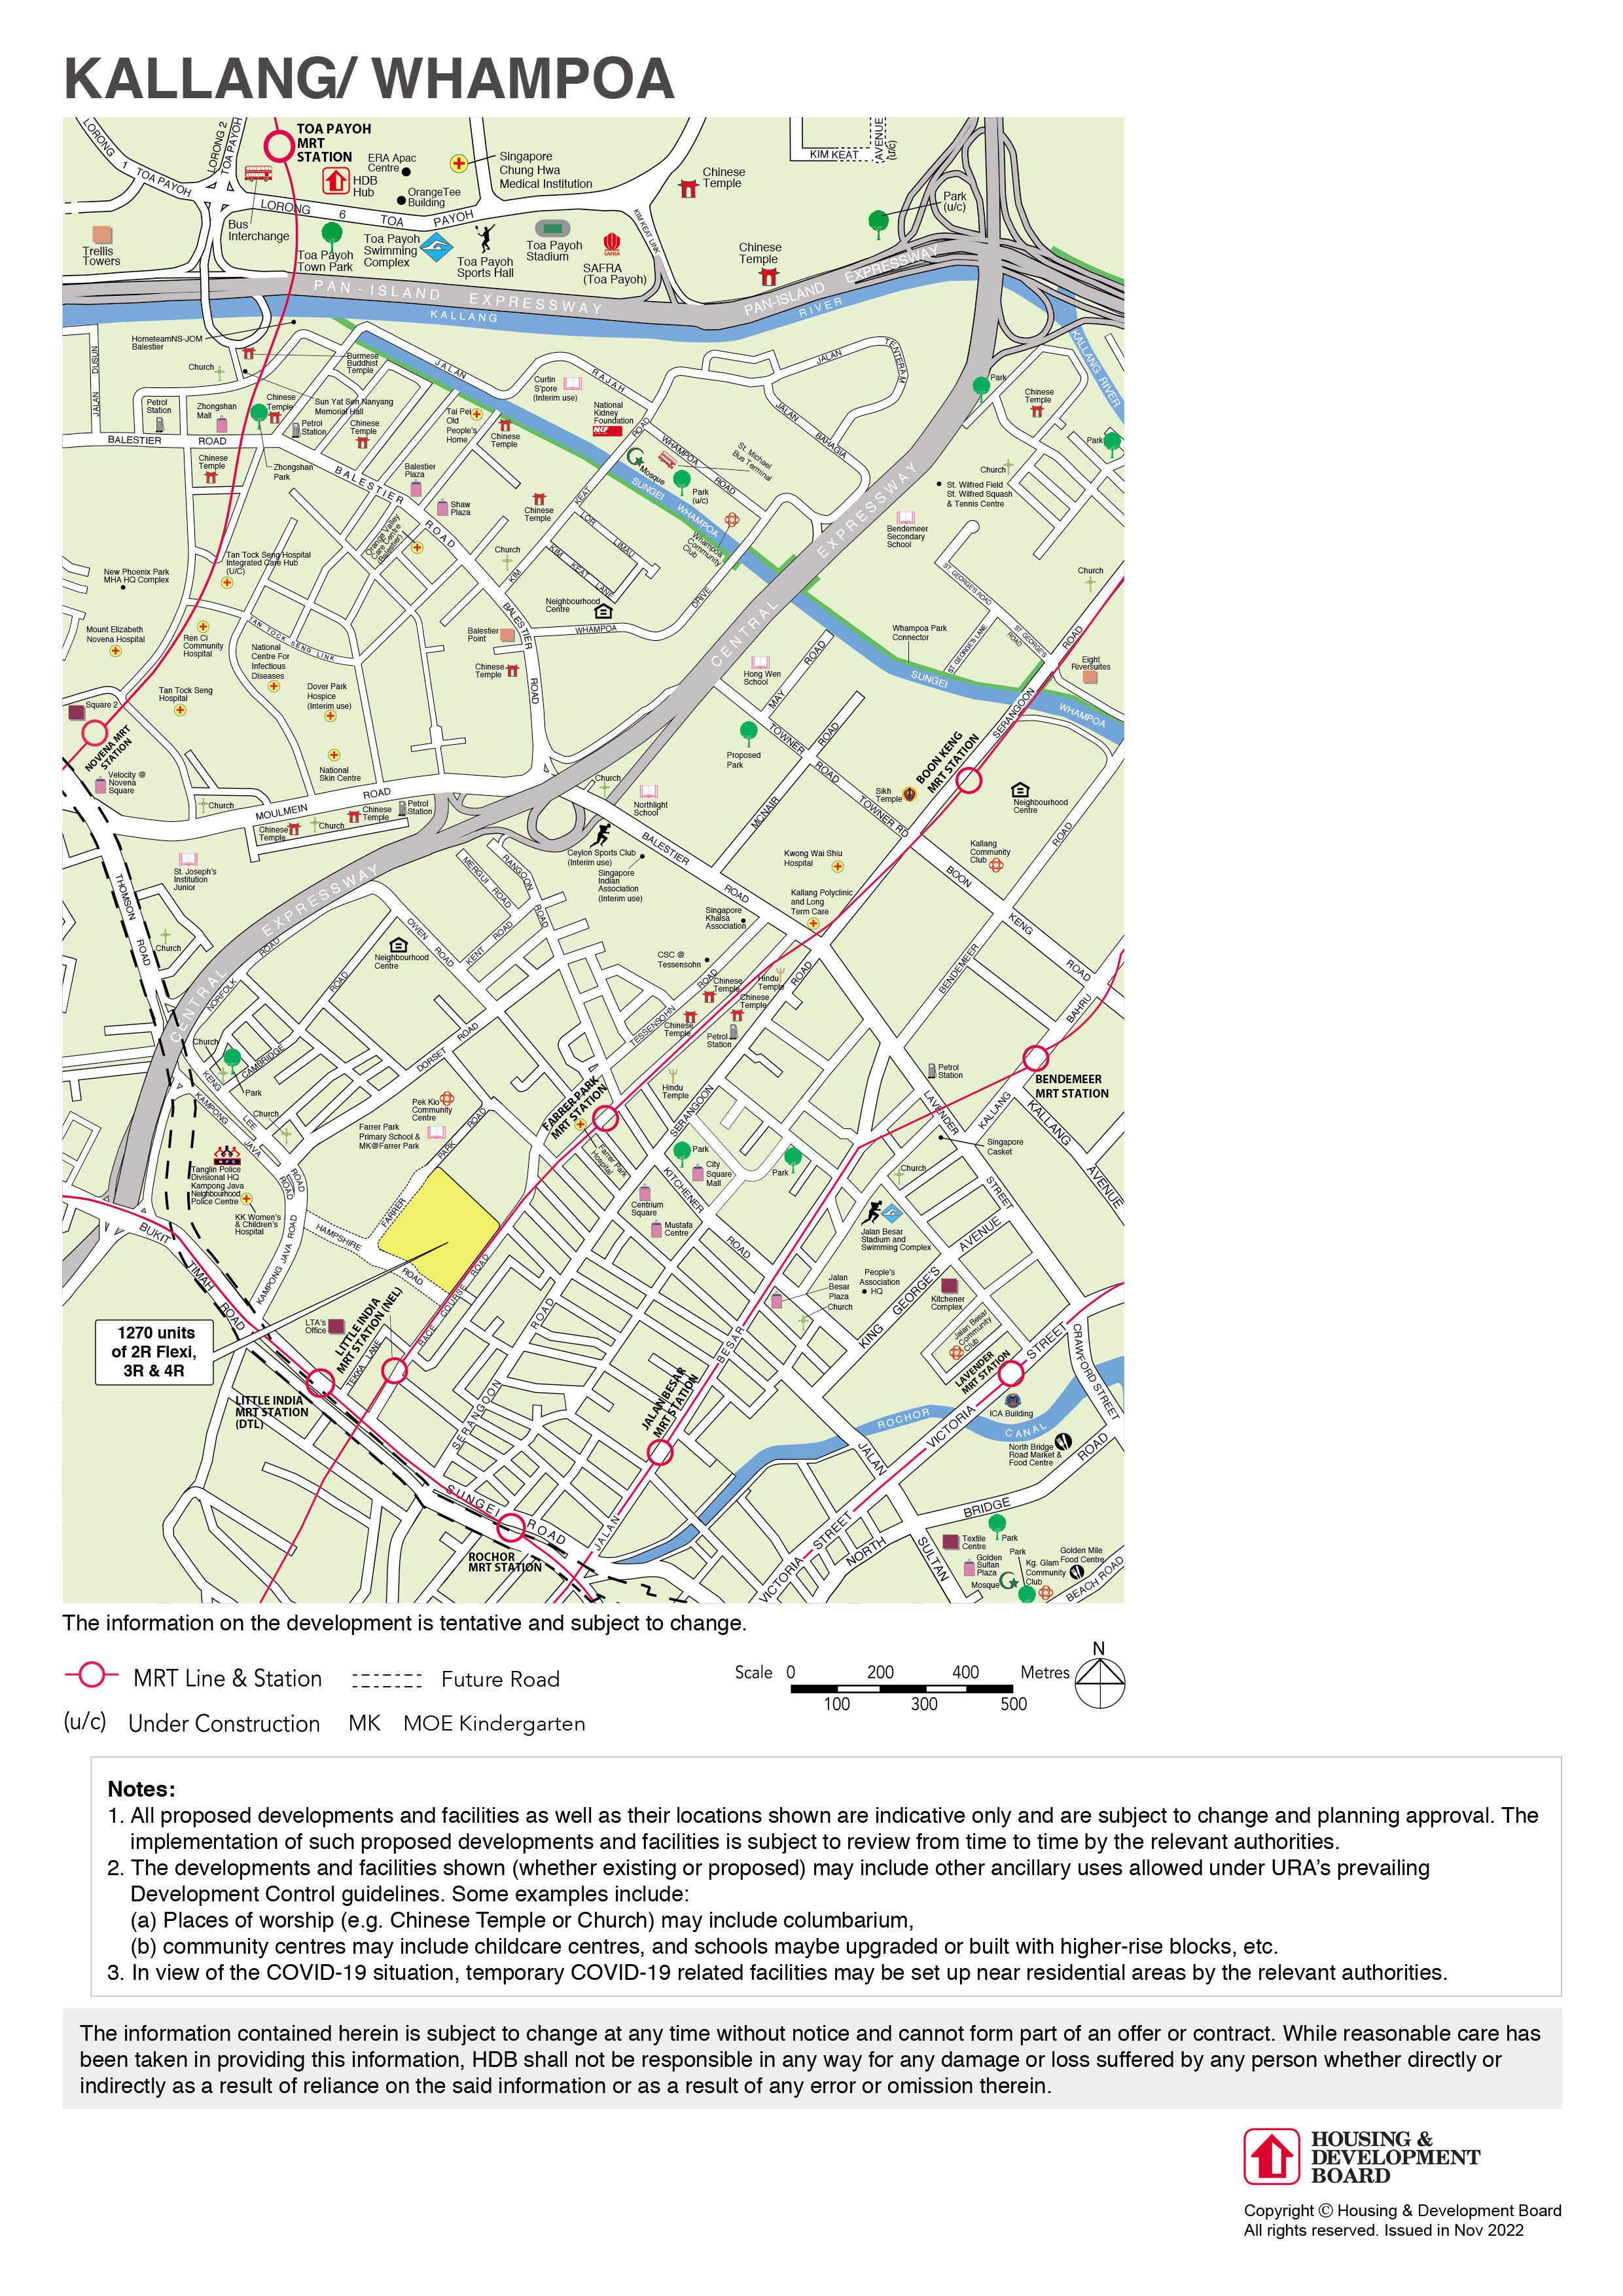 KALLANG/ WHAMPOA
LORONG 1
TOA PAYOH
LORONG 2
TOA PAYOH
TOA PAYOH
MRT
STATION
ERA Apac
Centre
HDB
Hub
OrangeTee
Building
Singapore
Chung Hwa
Medical Institution
Chinese
Temple
KIM KEAT
AVENUE
(u/c)
Park
(u/c)
LORONG 6 TOA PAYOH
Bus
Interchange
Trellis
Towers
Toa Payoh
Town Park
Toa Payoh
Swimming
Complex
Toa Payoh
Sports Hall
Toa Payoh
Stadium
SAFRA
(Toa Payoh)
KIM KEAT LINK
Chinese
Temple
PAN-ISLAND EXPRESSWAY
PAN-ISLAND EXPRESSWAY
KALLANG
RIVER
KALLANG RIVER
HometeamNS-JOM
Balestier
JALAN DUSUN
Church
Burmese
Buddhist
Temple
Petrol
Station
Zhongshan
Mall
Chinese
Temple
Sun Yat Sen Nanyang
Memorial Hall
Petrol
Station
Chinese
Temple
Tai Pei
Old
People's
Home
Chinese
Temple
JALAN
RAJAH
Curtin
S'pore
(Interim use)
National
Kidney
Foundation
NKF
JALAN
TENTERAM
JALAN
BAHAGIA
Park
Chinese
Temple
Park
BALESTIER ROAD
Chinese
Temple
Zhongshan
Park
BALESTIER
ROAD
Balestier
Plaza
Shaw
Plaza
Chinese
Temple
Orange Valley
Care Centre
(Balestier)
Church
KIM
KEAT
ROAD
LOR
LIMAU
KIM
KEAT
LANE
Mosque
WHAMPOA
ROAD
St. Michael
Bus Terminal
Park
(u/c)
SUNGEI
WHAMPOA
Whampoa
Community
Club
Church
St. Wilfred Field
St. Wilfred Squash
& Tennis Centre
Bendemeer
Secondary
School
Tan Tock Seng Hospital
Integrated Care Hub
(U/C)
New Phoenix Park
MHA HQ Complex
Mount Elizabeth
Novena Hospital
Ren Ci
Community
Hospital
TAN TOCK SENG LINK
National
Centre For
Infectious
Diseases
Dover Park
Hospice
(Interim use)
Tan Tock Seng
Hospital
Square 2
NOVENA MRT
STATION
Velocity @
Novena
Square
National
Skin Centre
Neighbourhood
Centre
Balestier
Point
BALESTIER
ROAD
Chinese
Temple
WHAMPOA
DRIVE
CENTRAL
EXPRESSWAY
Hong Wen
School
MAY
ROAD
Whampoa Park
Connector
ST GEORGE'S ROAD
ST GEORGE'S LANE
ST GEORGE'S
ROAD
Church
SUNGEI
WHAMPOA
Eight
Riversuites
SERANGOON
ROAD
Proposed
Park
TOWNER
ROAD
ROAD
MCNAIR
TOWNER RD
BOON KENG
MRT STATION
Sikh
Temple
Neighbourhood
Centre
ROAD
Church
MOULMEIN
ROAD
Chinese
Temple
Church
Chinese
Temple
Petrol
Station
Church
Northlight
School
Ceylon Sports Club
(Interim use)
Singapore
Indian
Association
(Interim use)
BALESTIER
ROAD
Kwong Wai Shiu
Hospital
Kallang
Community
Club
Kallang Polyclinic
and Long
Term Care
BOON
KENG
ROAD
Singapore
Khalsa
Association
St. Joseph's
Institution
Junior
THOMSON
ROAD
Church
CENTRAL
EXPRESSWAY
MERGUI
ROAD
RANGOON
ROAD
OWEN
ROAD
KENT
ROAD
Neighbourhood
Centre
NORFOLK
ROAD
ROAD
CSC @
Tessensohn
TESSENSOHN
ROAD
Chinese
Temple
Hindu
Temple
Chinese
Temple
Chinese
Temple
Petrol
Station
ROAD
BENDEMEER
BAHRU
Church
CAMBRIDGE
Park
KENG
LEE
KAMPONG
JAVA
ROAD
ROAD
Church
DORSET
ROAD
Pek Kio
Community
Centre
Farrer Park
Primary School &
MK@Farrer Park
PARK
ROAD
FARRER PARK
MRT STATION
Farrer Park
Hospital
Hindu
Temple
SERANGOON
Park
City
Square
Mall
Park
Petrol
Station
LAVENDER
STREET
KALLANG
BENDEMEER
MRT STATION
KALLANG
AVENUE
Singapore
Casket
Church
NPC
Tanglin Police
Divisional HQ
Kampong Java
Neighbourhood
Police Centre
KK Women's
& Children's
Hospital
KAMPONG JAVA ROAD
HAMPSHIRE
ROAD
FARRER
KITCHENER
ROAD
Centrium
Square
Mustafa
Centre
Jalan Besar
Stadium and
Swimming Complex
AVENUE
BUKIT
TIMAH
ROAD
RACE COURSE ROAD
ROAD
Jalan
Besar
Plaza
People's
Association
HQ
Church
KING
GEORGE'S
Kitchener
Complex
Jalan Besar
Community
Club
1270 units
of 2R Flexi,
3R & 4R
LTA's
Office
LITTLE INDIA
MRT STATION (NEL)
TEKKA LANE
LITTLE INDIA
MRT STATION
(DTL)
SERANGOON
BESAR
JALAN BESAR
MRT STATION
LAVENDER
MRT STATION
STREET
CRAWFORD STREET
ICA Building
ROCHOR
CANAL
VICTORIA
North Bridge
Road Market &
Food Centre
JALAN
ROAD
BRIDGE
SUNGEI
ROAD
ROCHOR
MRT STATION
JALAN
VICTORIA
STREET
NORTH
SULTAN
Park
Textile
Centre
Golden
Sultan
Plaza
Park
Golden Mile
Food Centre
Kg. Glam
Community
Club
Mosque
BEACH ROAD
The information on the development is tentative and subject to change.
MRT Line & Station
Future Road
(u/c) Under Construction
MK MOE Kindergarten
Scale 0 200 400 Metres
100 300 500
N
Notes:
1. All proposed developments and facilities as well as their locations shown are indicative only and are subject to change and planning approval. The
implementation of such proposed developments and facilities is subject to review from time to time by the relevant authorities.
2. The developments and facilities shown (whether existing or proposed) may include other ancillary uses allowed under URA's prevailing
Development Control guidelines. Some examples include:
(a) Places of worship (e.g. Chinese Temple or Church) may include columbarium,
(b) community centres may include childcare centres, and schools maybe upgraded or built with higher-rise blocks, etc.
3. In view of the COVID-19 situation, temporary COVID-19 related facilities may be set up near residential areas by the relevant authorities.
The information contained herein is subject to change at any time without notice and cannot form part of an offer or contract. While reasonable care has
been taken in providing this information, HDB shall not be responsible in any way for any damage or loss suffered by any person whether directly or
indirectly as a result of reliance on the said information or as a result of any error or omission therein.
HOUSING &
DEVELOPMENT
BOARD
Copyright © Housing & Development Board
All rights reserved. Issued in Nov 2022